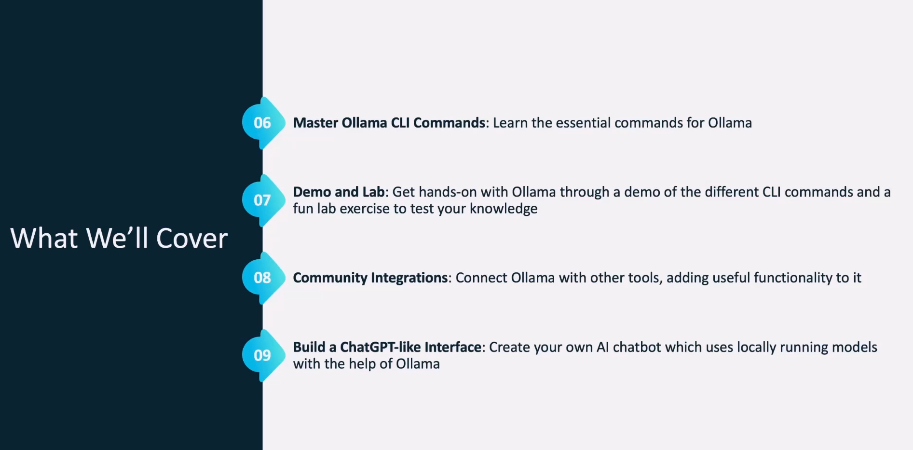 What We'll Cover
06
Master Ollama CLI Commands: Learn the essential commands for Ollama
07
Demo and Lab: Get hands-on with Ollama through a demo of the different CLI commands and a
fun lab exercise to test your knowledge
08
Community Integrations: Connect Ollama with other tools, adding useful functionality to it
09
Build a ChatGPT-like Interface: Create your own AI chatbot which uses locally running models
with the help of Ollama